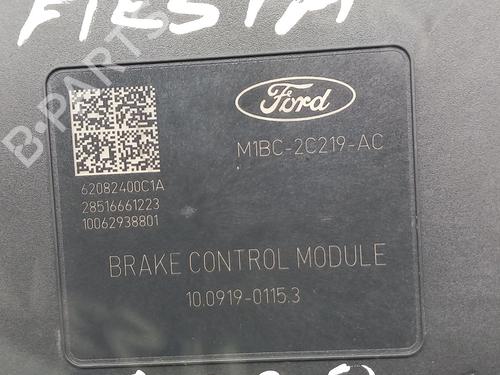 FIESTA
B-PARTS
Ford
M1BC-2C219-AC
62082400C1A
28516661223
10062938801
BRAKE CONTROL MODULE
10.0919-0115.3